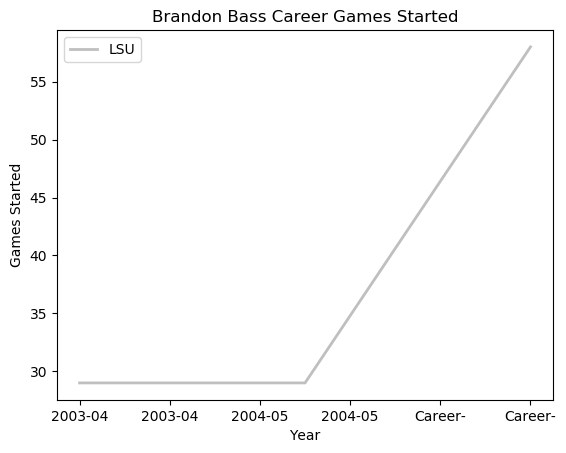 Brandon Bass Career Games Started
LSU
55
50
45
40
35
30
Games Started
2003-04 2003-04 2004-05 2004-05 Career- Career-
Year